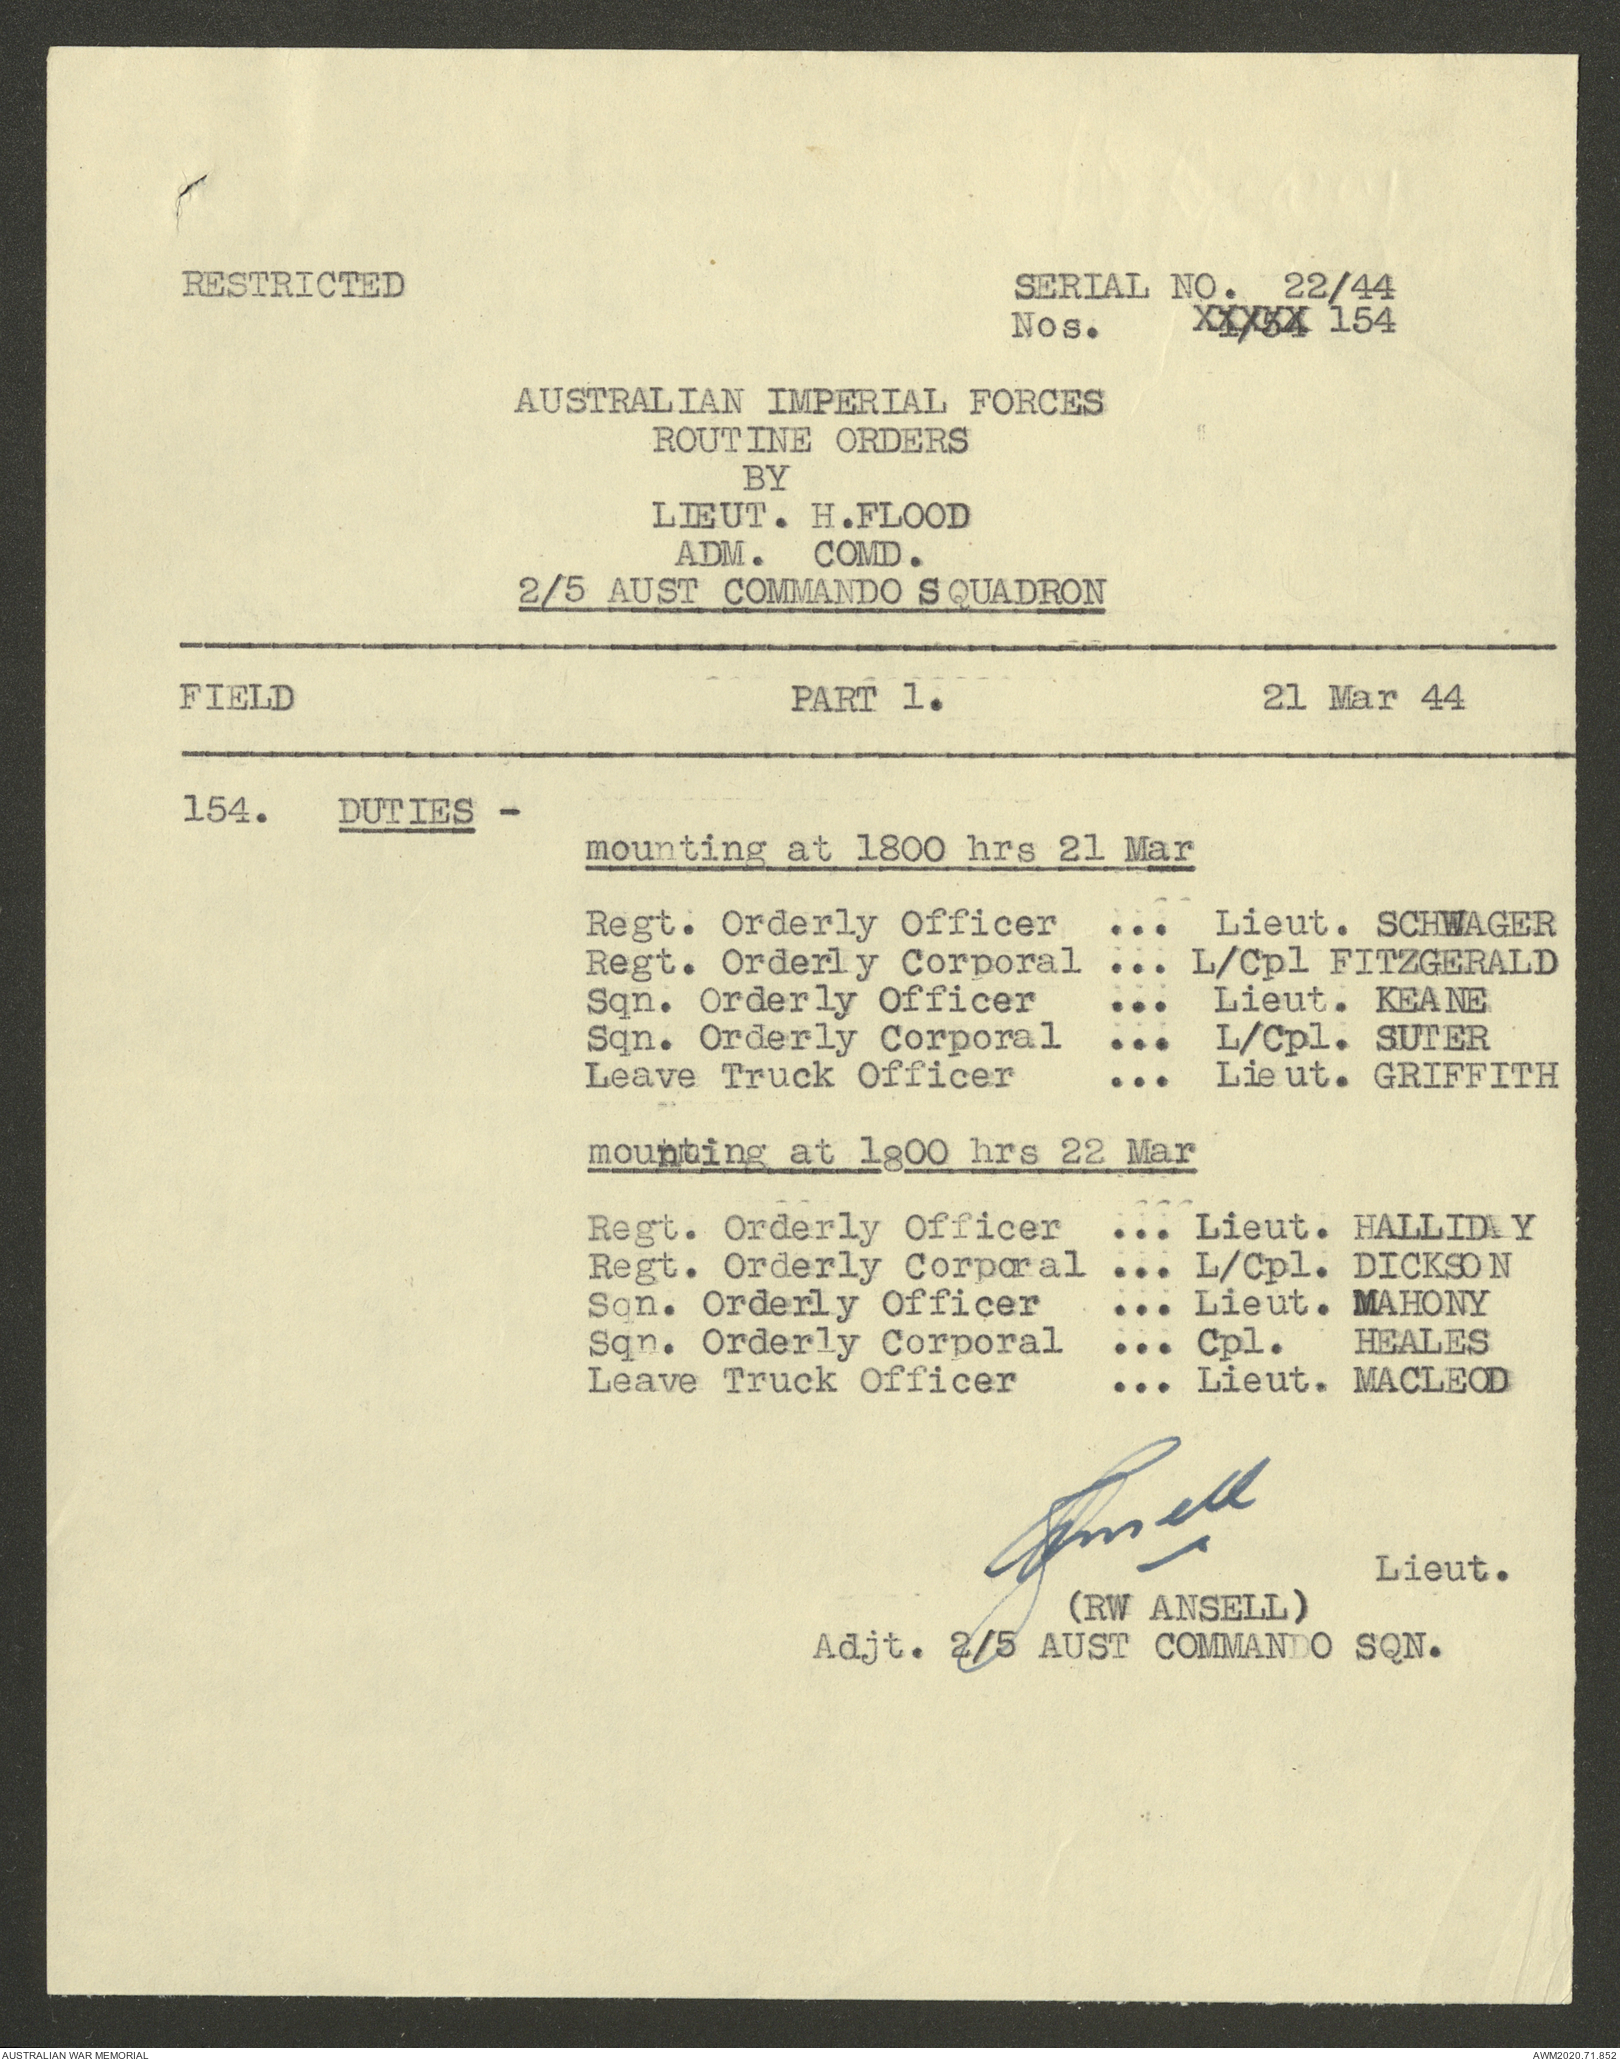 RESTRICTED SERIAL NO. 22/44
Nos. 154
AUSTRALIAN IMPERIAL FORCES
ROUTINE ORDERS
BY
LIEUT. H.FLOOD
ADM. COMD.
2/5 AUST COMMANDO SQUADRON
FIELD PART 1. 21 Mar 44
154. DUTIES -
mounting at 1800 hrs 21 Mar
Regt. Orderly Officer ... Lieut. SCHWAGER
Regt. Orderly Corporal ... L/Cpl FITZGERALD
Sqn. Orderly Officer ... Lieut. KEANE
Sqn. Orderly Corporal ... L/Cpl. SUTER
Leave Truck Officer ... Lieut. GRIFFITH
mounting at 1800 hrs 22 Mar
Regt. Orderly Officer ... Lieut. HALLIDAY
Regt. Orderly Corporal ... L/Cpl. DICKSON
Sqn. Orderly Officer ... Lieut. MAHONY
Sqn. Orderly Corporal ... Cpl. HEALES
Leave Truck Officer ... Lieut. MACLEOD
Ansell
Lieut.
(RW ANSELL)
Adjt. 2/5 AUST COMMANDO SQN.
AUSTRALIAN WAR MEMORIAL AWM2020.71.852